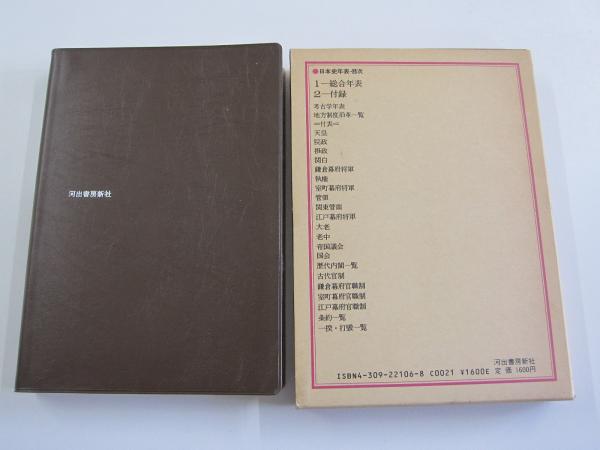 河出書房新社
●日本史年表・目次
1—総合年表
2—付録
考古学年表
地方制度沿革一覧
=付表=
天皇
院政
摂政
関白
鎌倉幕府将軍
執権
室町幕府将軍
管領
関東管領
江戸幕府将軍
大老
老中
帝国議会
国会
歴代内閣一覧
古代官制
鎌倉幕府官職制
室町幕府官職制
江戸幕府官職制
条約一覧
一揆・打毀一覧
河出書房新社
ISBN4-309-22106-8 C0021 ¥1600E 定価 1600円